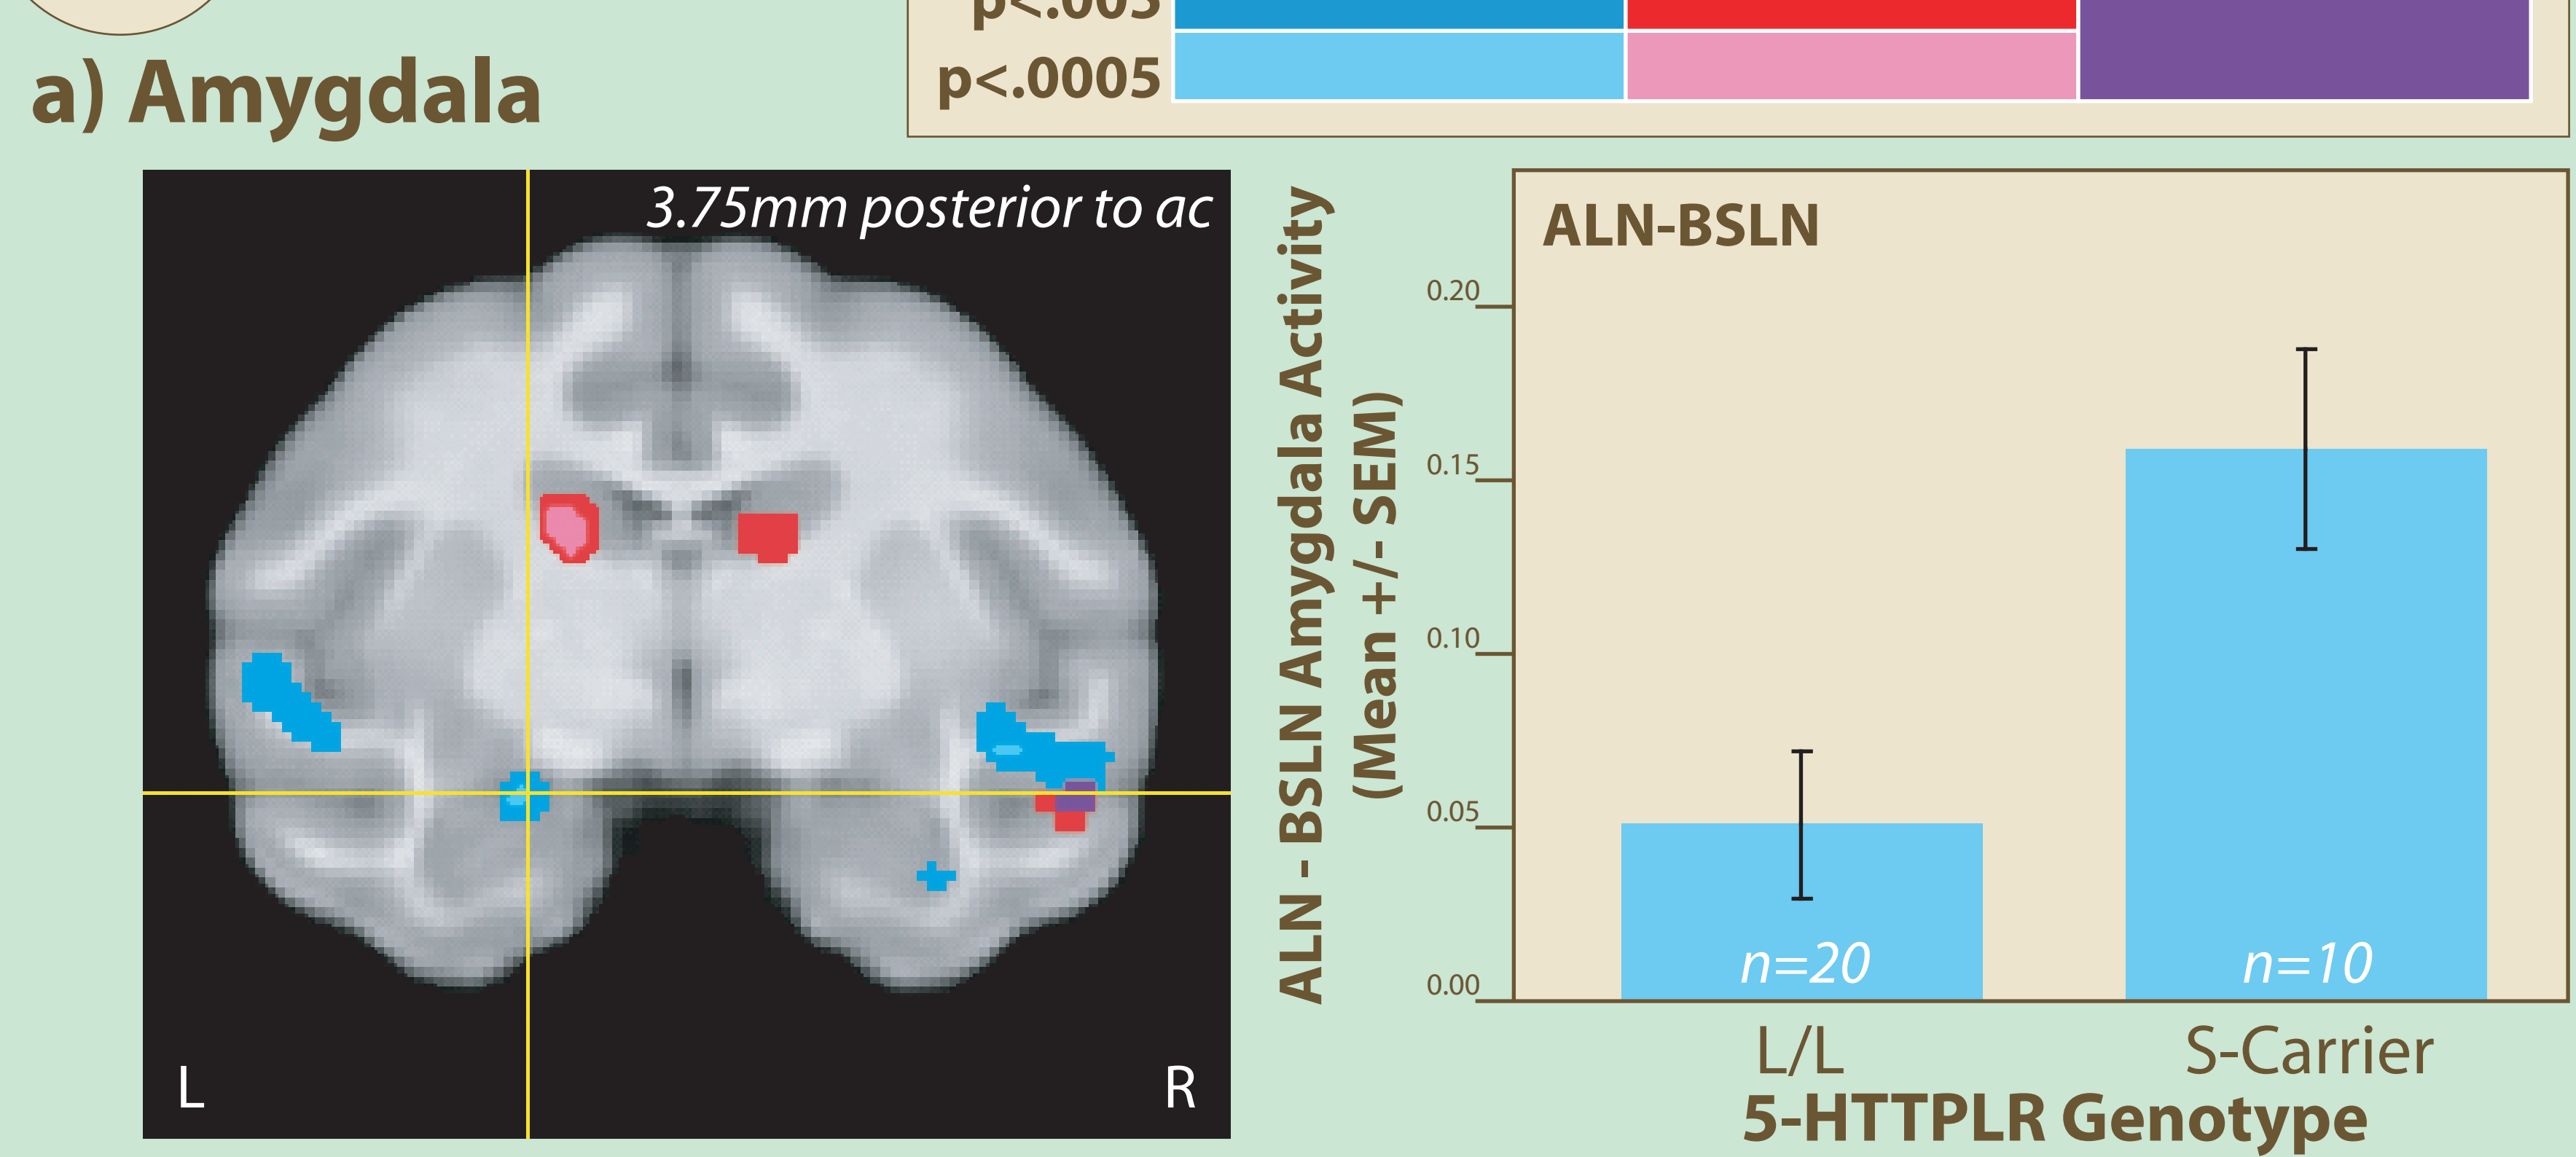 p<.005
p<.0005
a) Amygdala
3.75mm posterior to ac
L
R
ALN - BSLN Amygdala Activity
(Mean +/- SEM)
ALN-BSLN
0.20
0.15
0.10
0.05
0.00
n=20
n=10
L/L
S-Carrier
5-HTTPLR Genotype